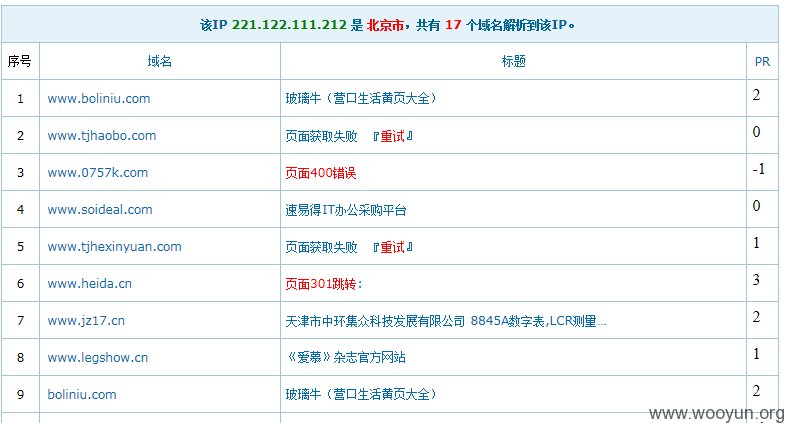 该IP 221.122.111.212 是 北京市，共有 17 个域名解析到该IP。
序号 域名 标题 PR
1 www.boliniu.com 玻璃牛（营口生活黄页大全） 2
2 www.tjhaobo.com 页面获取失败 『重试』 0
3 www.0757k.com 页面400错误 -1
4 www.soideal.com 速易得IT办公采购平台 0
5 www.tjhexinyuan.com 页面获取失败 『重试』 1
6 www.heida.cn 页面301跳转: 3
7 www.jz17.cn 天津市中环集众科技发展有限公司 8845A数字表,LCR测量... 2
8 www.legshow.cn 《爱慕》杂志官方网站 1
9 boliniu.com 玻璃牛（营口生活黄页大全） 2
www.wooyun.org